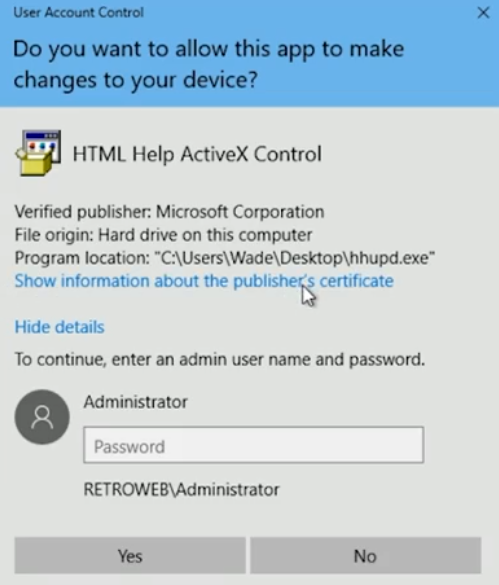 User Account Control
Do you want to allow this app to make
changes to your device?
HTML Help ActiveX Control
Verified publisher: Microsoft Corporation
File origin: Hard drive on this computer
Program location: "C:\Users\Wade\Desktop\hhupd.exe"
Show information about the publisher's certificate
Hide details
To continue, enter an admin user name and password.
Administrator
Password
RETROWEB\Administrator
Yes
No